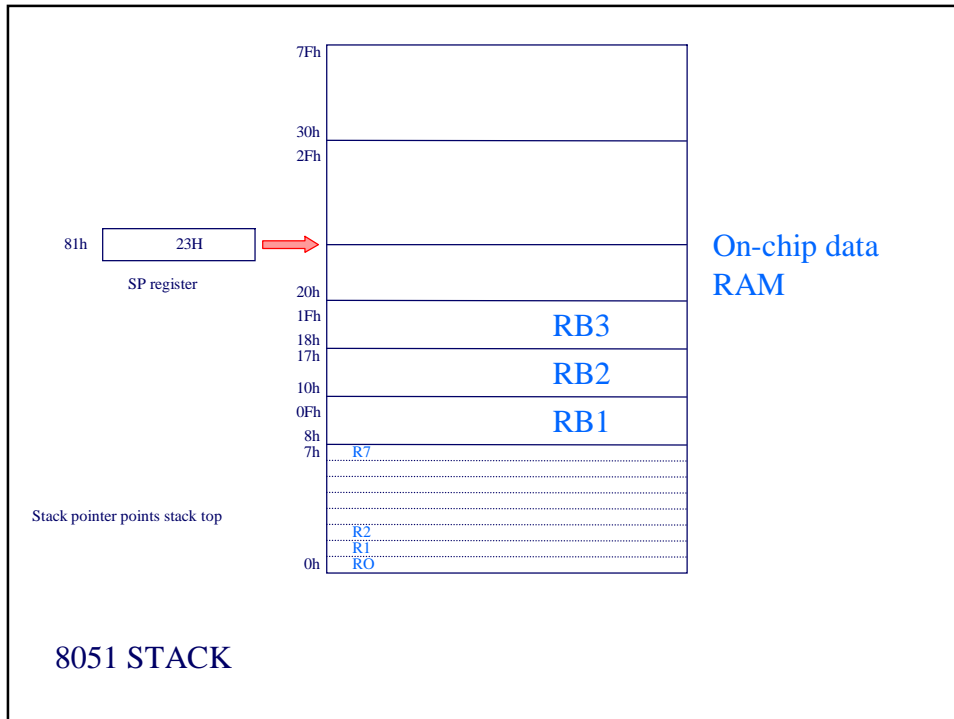 7Fh
30h
2Fh
81h
23H
SP register
On-chip data
RAM
20h
1Fh
RB3
18h
17h
RB2
10h
0Fh
RB1
8h
7h
R7
Stack pointer points stack top
R2
R1
0h
RO
8051 STACK